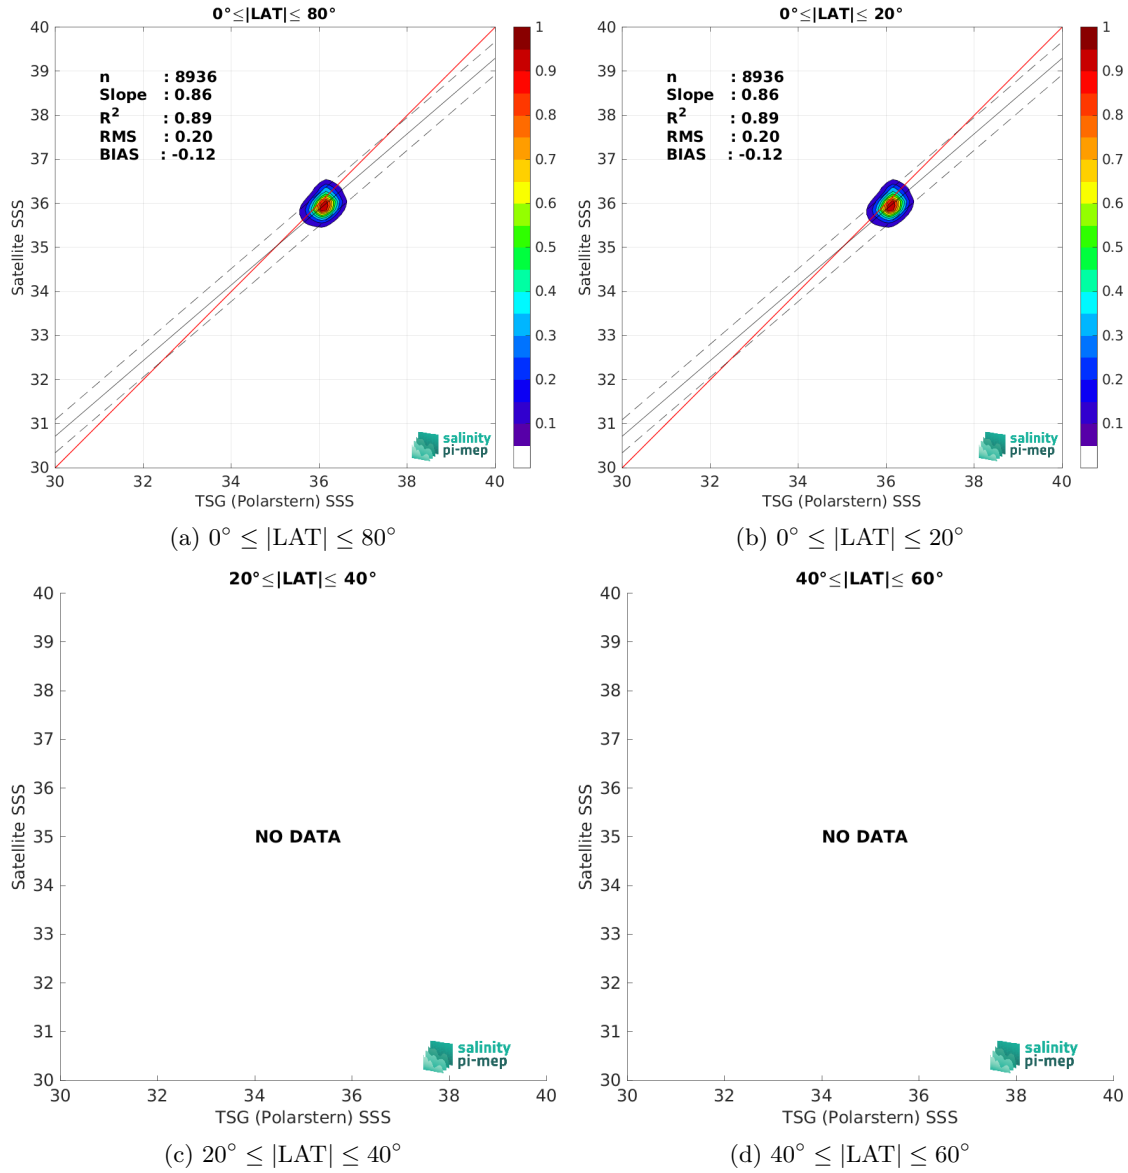 0°≤|LAT|≤ 80°
40
39
38
37
36
35
34
33
32
31
30
Satellite SSS
n : 8936
Slope : 0.86
R² : 0.89
RMS : 0.20
BIAS : -0.12
salinity
pi-mep
30 32 34 36 38 40
TSG (Polarstern) SSS
1
0.9
0.8
0.7
0.6
0.5
0.4
0.3
0.2
0.1
(a) 0° ≤ |LAT| ≤ 80°
0°≤|LAT|≤ 20°
40
39
38
37
36
35
34
33
32
31
30
Satellite SSS
n : 8936
Slope : 0.86
R² : 0.89
RMS : 0.20
BIAS : -0.12
salinity
pi-mep
30 32 34 36 38 40
TSG (Polarstern) SSS
1
0.9
0.8
0.7
0.6
0.5
0.4
0.3
0.2
0.1
(b) 0° ≤ |LAT| ≤ 20°
20°≤|LAT|≤ 40°
40
39
38
37
36
35
34
33
32
31
30
Satellite SSS
NO DATA
salinity
pi-mep
30 32 34 36 38 40
TSG (Polarstern) SSS
(c) 20° ≤ |LAT| ≤ 40°
40°≤|LAT|≤ 60°
40
39
38
37
36
35
34
33
32
31
30
Satellite SSS
NO DATA
salinity
pi-mep
30 32 34 36 38 40
TSG (Polarstern) SSS
(d) 40° ≤ |LAT| ≤ 60°